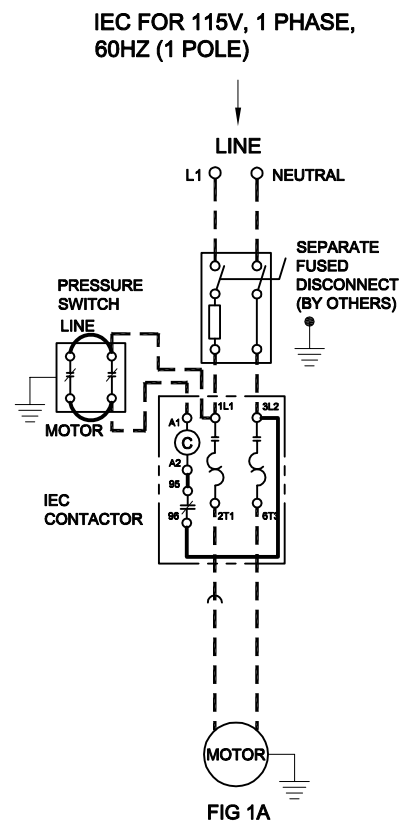 IEC FOR 115V, 1 PHASE,
60HZ (1 POLE)
LINE
L1
NEUTRAL
SEPARATE
FUSED
DISCONNECT
(BY OTHERS)
PRESSURE
SWITCH
LINE
MOTOR
1L1
3L2
A1
C
A2
95
96
2T1
6T3
IEC
CONTACTOR
MOTOR
FIG 1A